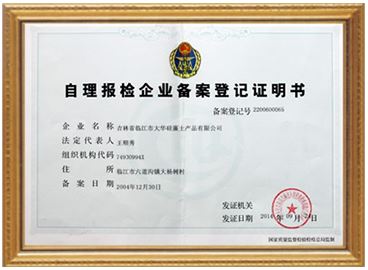 自理报检企业备案登记证明书
备案登记号 2200600065
企业名称 吉林省临江市大华硅藻土产品有限公司
法定代表人 王顺秀
组织机构代码 74930994X
住所 临江市六道沟镇大杨树村
备案日期 2004年12月30日
发证机关
发证日期 2014年09月
国家质量监督检验检疫总局监制